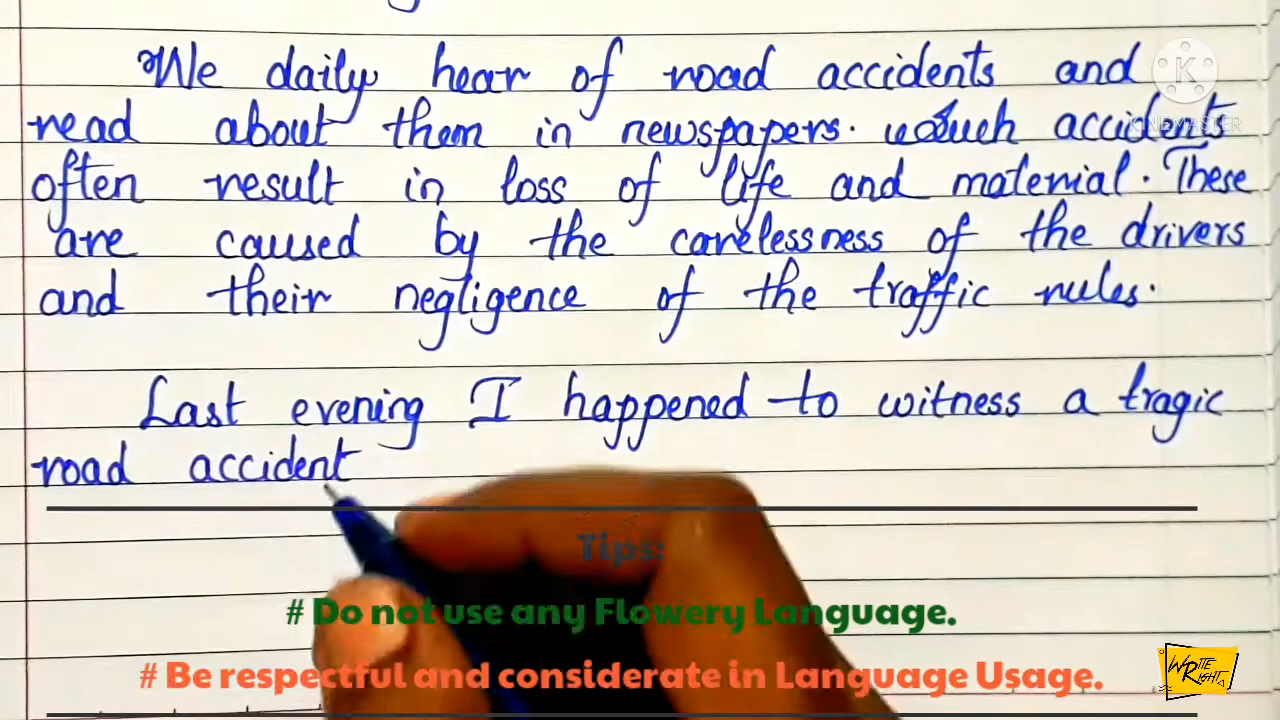 We daily hear of road accidents and
read about them in newspapers. Such accidents
often result in loss of life and material. These
are caused by the carelessness of the drivers
and their negligence of the traffic rules.
Last evening I happened to witness a tragic
road accident
Tips:
# Do not use any Flowery Language.
# Be respectful and considerate in Language Usage.
K
KINEMASTER
WRITE
RIGHT